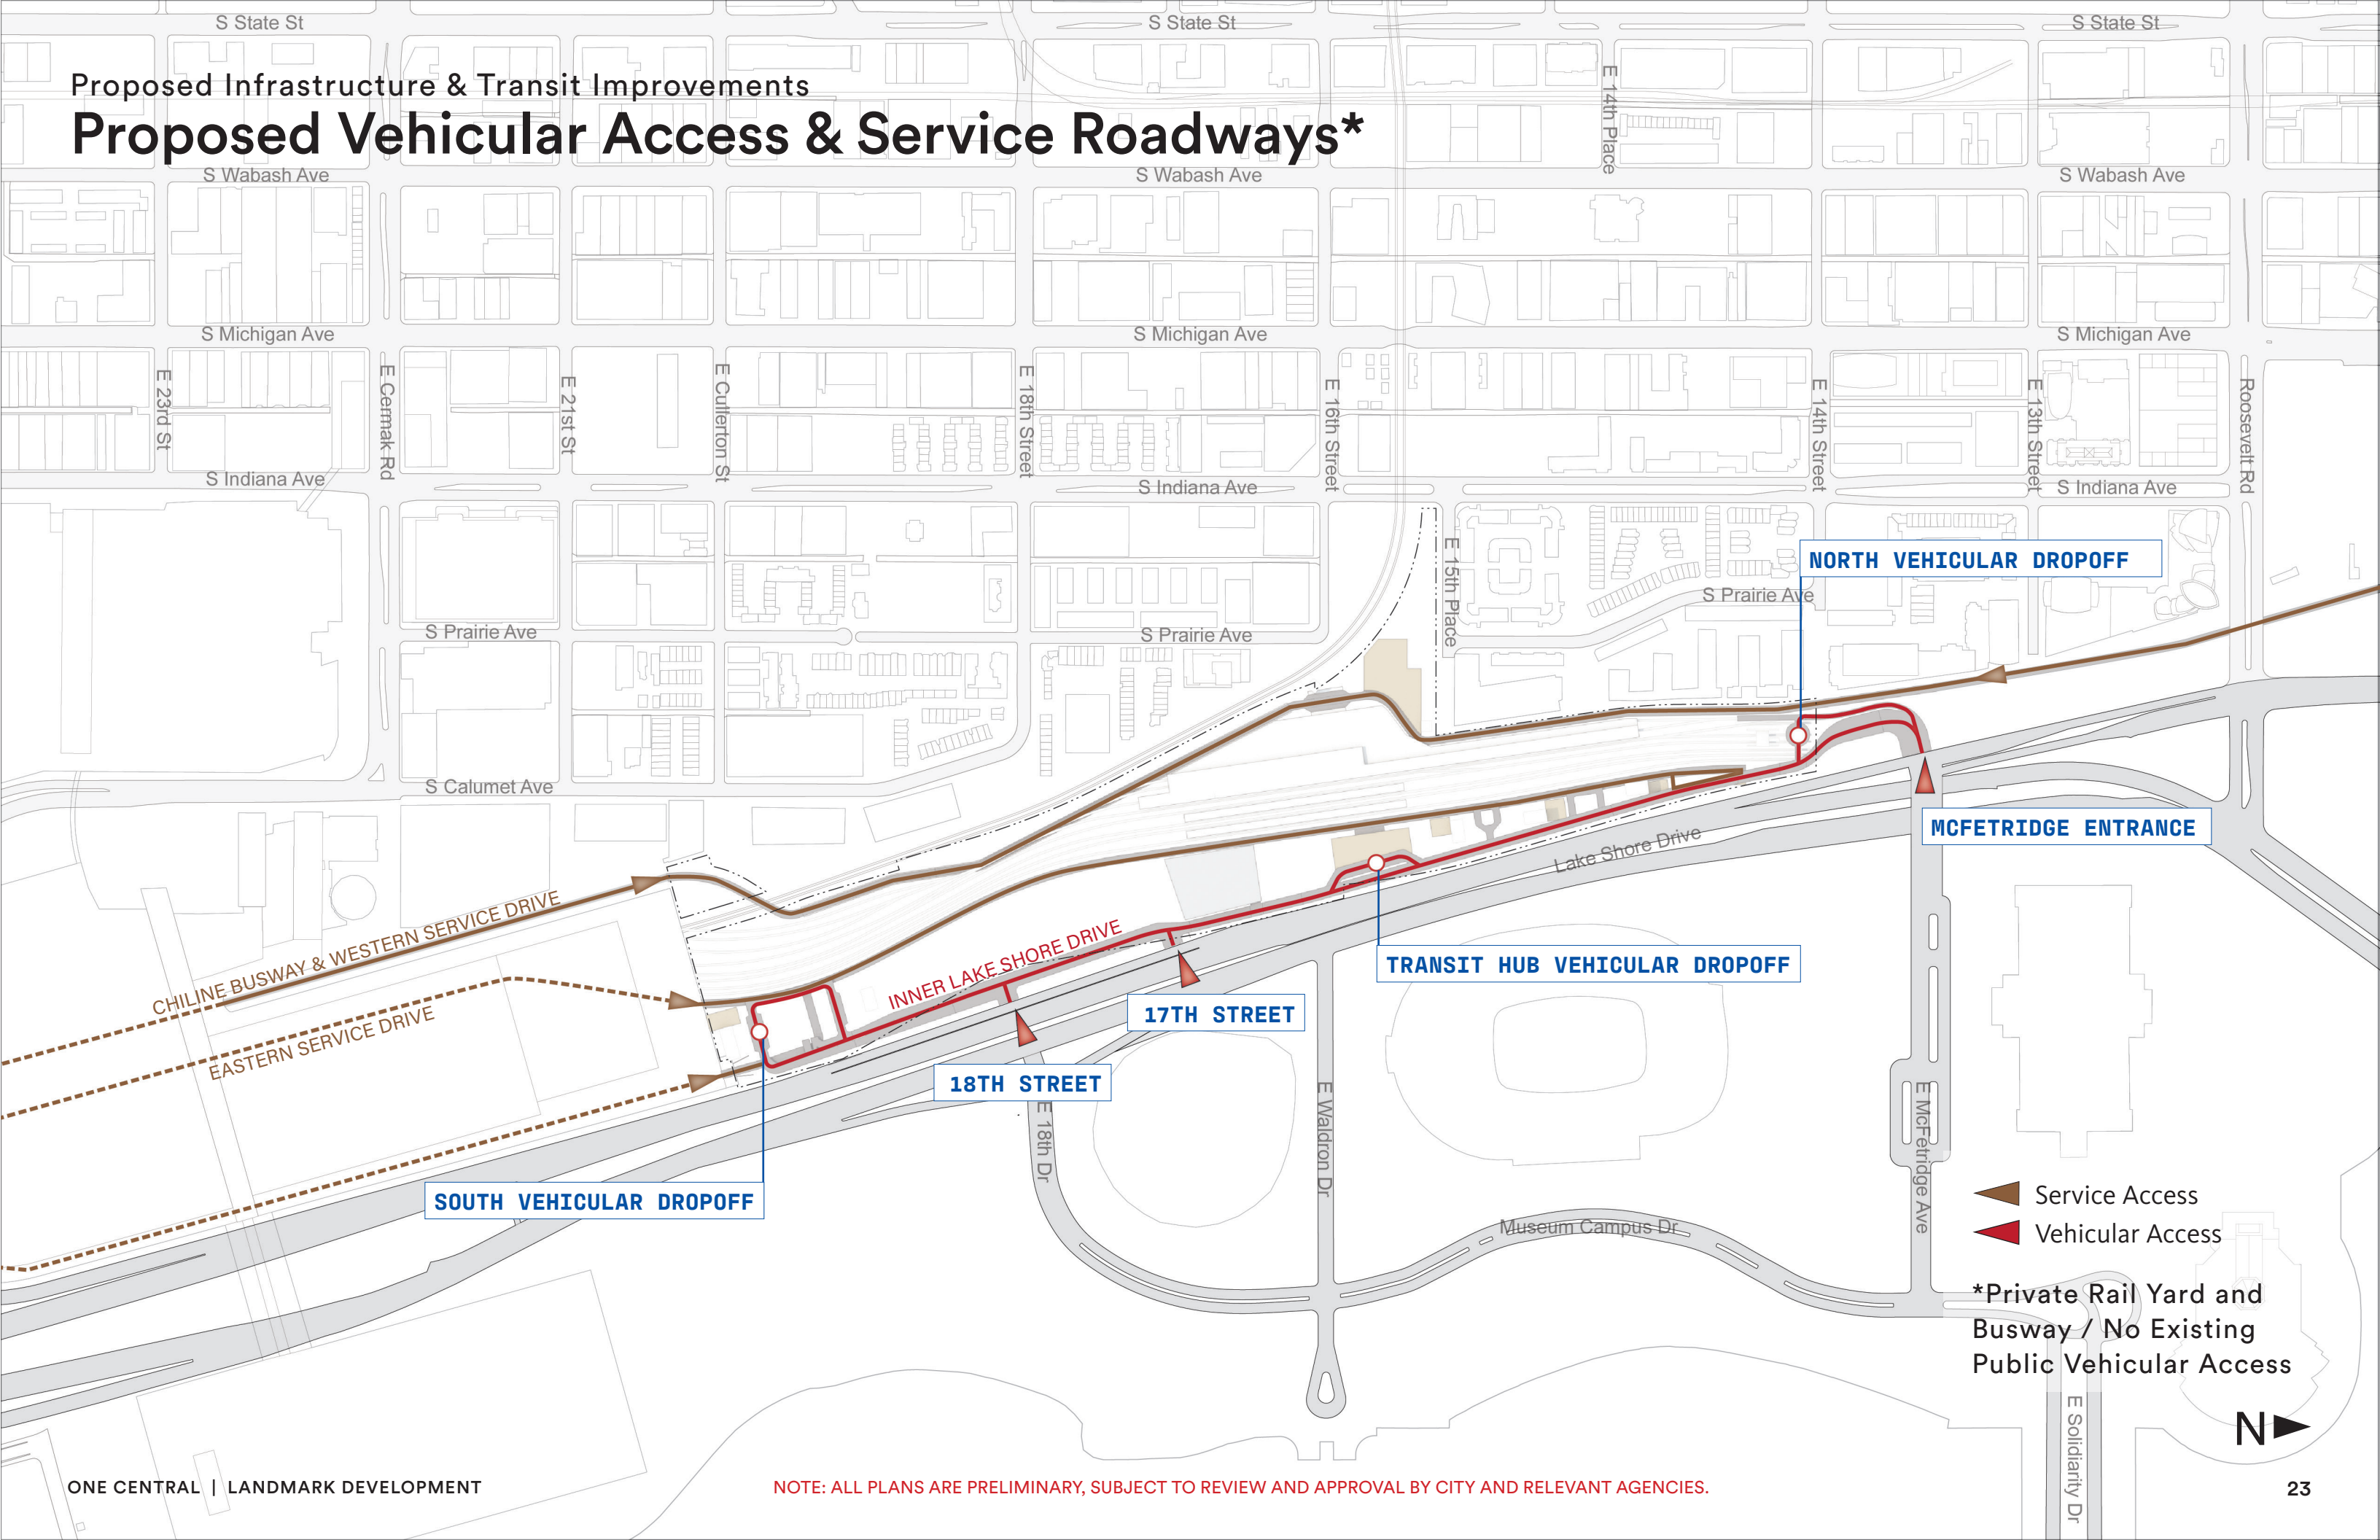 S State St
S State St
S State St
Proposed Infrastructure & Transit Improvements
Proposed Vehicular Access & Service Roadways*
E 14th Place
S Wabash Ave
S Wabash Ave
S Wabash Ave
S Michigan Ave
S Michigan Ave
S Michigan Ave
E 23rd St
E Cermak Rd
E 21st St
E Cullerton St
E 18th Street
E 16th Street
E 14th Street
E 13th Street
Roosevelt Rd
S Indiana Ave
S Indiana Ave
S Indiana Ave
E 15th Place
NORTH VEHICULAR DROPOFF
S Prairie Ave
S Prairie Ave
S Prairie Ave
S Calumet Ave
MCFETRIDGE ENTRANCE
Lake Shore Drive
CHILINE BUSWAY & WESTERN SERVICE DRIVE
EASTERN SERVICE DRIVE
INNER LAKE SHORE DRIVE
TRANSIT HUB VEHICULAR DROPOFF
17TH STREET
18TH STREET
E 18th Dr
E Waldron Dr
E McFetridge Ave
SOUTH VEHICULAR DROPOFF
Museum Campus Dr
Service Access
Vehicular Access
*Private Rail Yard and
Busway / No Existing
Public Vehicular Access
E Solidiarity Dr
N
ONE CENTRAL | LANDMARK DEVELOPMENT
NOTE: ALL PLANS ARE PRELIMINARY, SUBJECT TO REVIEW AND APPROVAL BY CITY AND RELEVANT AGENCIES.
23